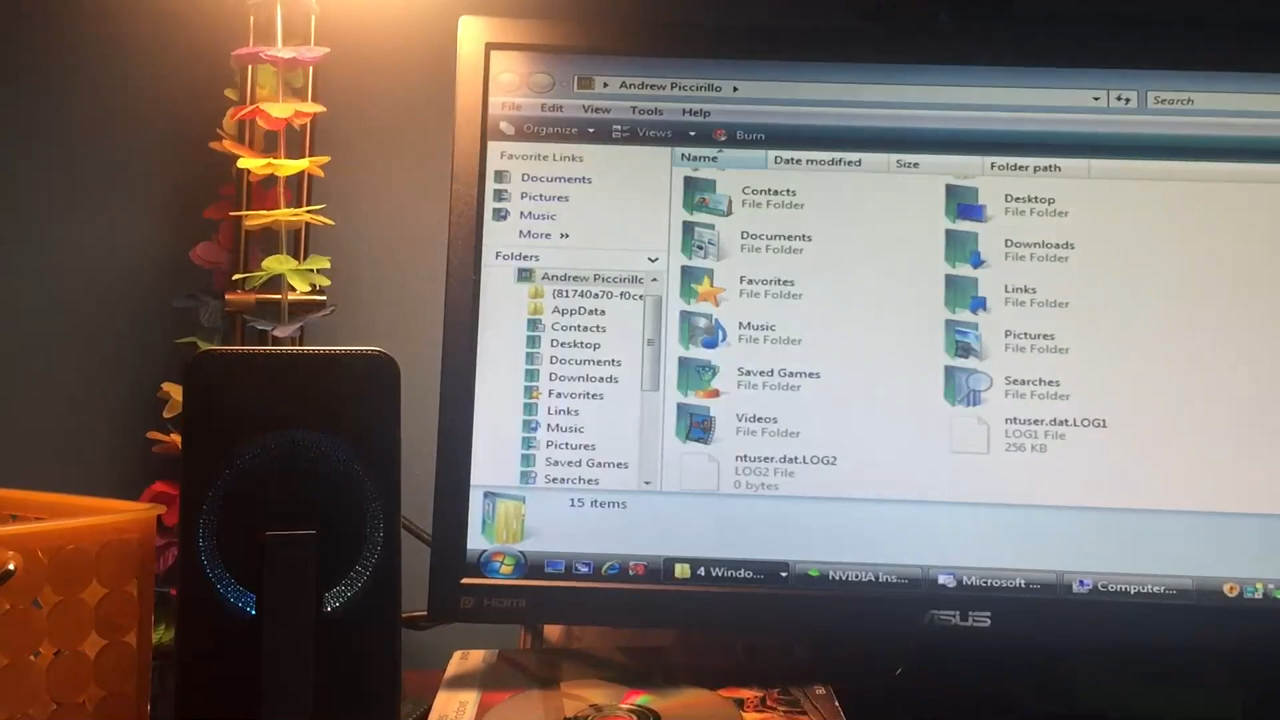 Andrew Piccirillo
Search
File Edit View Tools Help
Organize Views Burn
Favorite Links
Documents
Pictures
Music
More »
Folders
Andrew Piccirillo
{81740a70-f0ce
AppData
Contacts
Desktop
Documents
Downloads
Favorites
Links
Music
Pictures
Saved Games
Searches
Name Date modified Size Folder path
Contacts
File Folder
Desktop
File Folder
Documents
File Folder
Downloads
File Folder
Favorites
File Folder
Links
File Folder
Music
File Folder
Pictures
File Folder
Saved Games
File Folder
Searches
File Folder
Videos
File Folder
ntuser.dat.LOG1
LOG1 File
256 KB
ntuser.dat.LOG2
LOG2 File
0 bytes
15 items
4 Windo... NVIDIA Ins... Microsoft ... Computer...
HDMI
ASUS